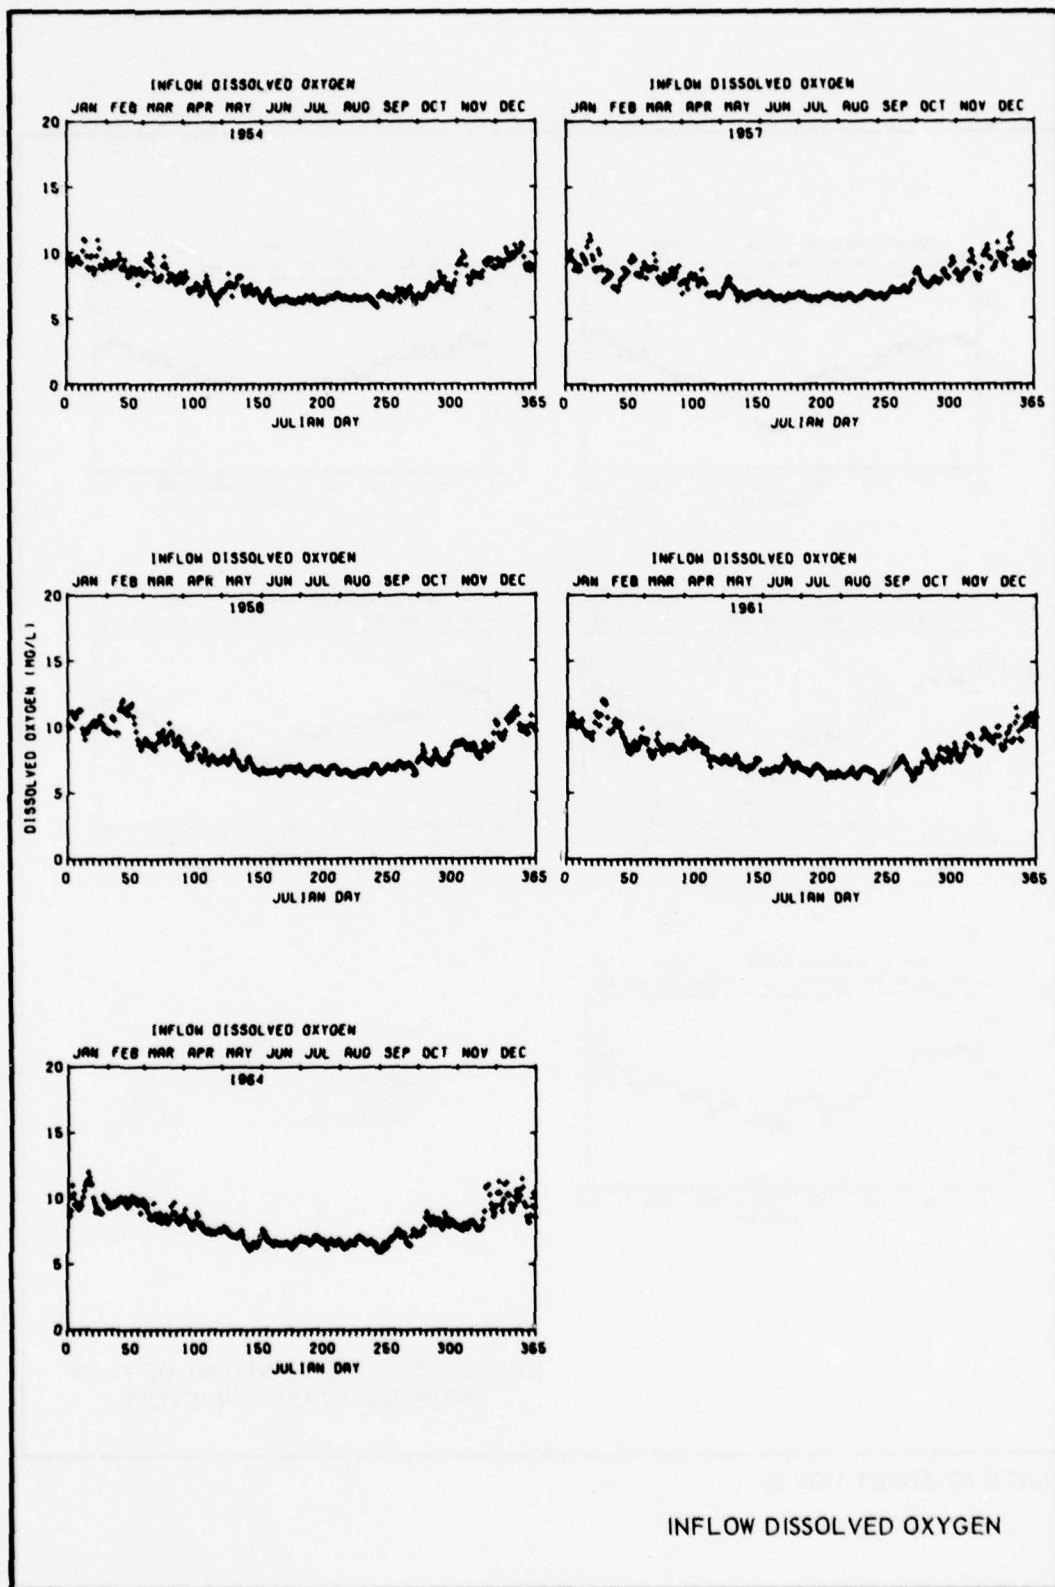 INFLOW DISSOLVED OXYGEN
JAN FEB MAR APR MAY JUN JUL AUG SEP OCT NOV DEC
1954
20
15
10
5
0
0 50 100 150 200 250 300 365
JULIAN DAY
INFLOW DISSOLVED OXYGEN
JAN FEB MAR APR MAY JUN JUL AUG SEP OCT NOV DEC
1957
0 50 100 150 200 250 300 365
JULIAN DAY
INFLOW DISSOLVED OXYGEN
JAN FEB MAR APR MAY JUN JUL AUG SEP OCT NOV DEC
1958
DISSOLVED OXYGEN (MG/L)
20
15
10
5
0
0 50 100 150 200 250 300 365
JULIAN DAY
INFLOW DISSOLVED OXYGEN
JAN FEB MAR APR MAY JUN JUL AUG SEP OCT NOV DEC
1961
0 50 100 150 200 250 300 365
JULIAN DAY
INFLOW DISSOLVED OXYGEN
JAN FEB MAR APR MAY JUN JUL AUG SEP OCT NOV DEC
1964
20
15
10
5
0
0 50 100 150 200 250 300 365
JULIAN DAY
INFLOW DISSOLVED OXYGEN